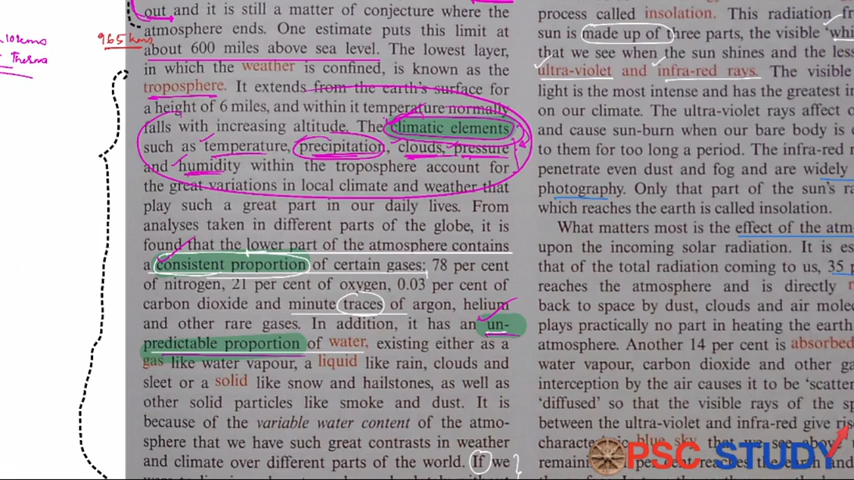 out and it is still a matter of conjecture where the
atmosphere ends. One estimate puts this limit at
about 600 miles above sea level. The lowest layer,
in which the weather is confined, is known as the
troposphere. It extends from the earth's surface for
a height of 6 miles, and within it temperature normally
falls with increasing altitude. The climatic elements
such as temperature, precipitation, clouds, pressure
and humidity within the troposphere account for
the great variations in local climate and weather that
play such a great part in our daily lives. From
analyses taken in different parts of the globe, it is
found that the lower part of the atmosphere contains
a consistent proportion of certain gases; 78 per cent
of nitrogen, 21 per cent of oxygen, 0.03 per cent of
carbon dioxide and minute traces of argon, helium
and other rare gases. In addition, it has an un-
predictable proportion of water, existing either as a
gas like water vapour, a liquid like rain, clouds and
sleet or a solid like snow and hailstones, as well as
other solid particles like smoke and dust. It is
because of the variable water content of the atmo-
sphere that we have such great contrasts in weather
and climate over different parts of the world. If we
965 kms
process called insolation. This radiation
sun is made up of three parts, the visible
that we see when the sun shines and the less
ultra-violet and infra-red rays. The visible
light is the most intense and has the greatest
on our climate. The ultra-violet rays affect
and cause sun-burn when our bare body is
to them for too long a period. The infra-red
penetrate even dust and fog and are widely
photography. Only that part of the sun's
which reaches the earth is called insolation.
What matters most is the effect of the
upon the incoming solar radiation. It is
that of the total radiation coming to us, 35
reaches the atmosphere and is directly
back to space by dust, clouds and air
plays practically no part in heating the earth
atmosphere. Another 14 per cent is absorbed
water vapour, carbon dioxide and other
interception by the air causes it to be
'diffused' so that the visible rays of the
between the ultra-violet and infra-red give
blue sky that we see above
per cent reaches the earth and
PSC STUDY